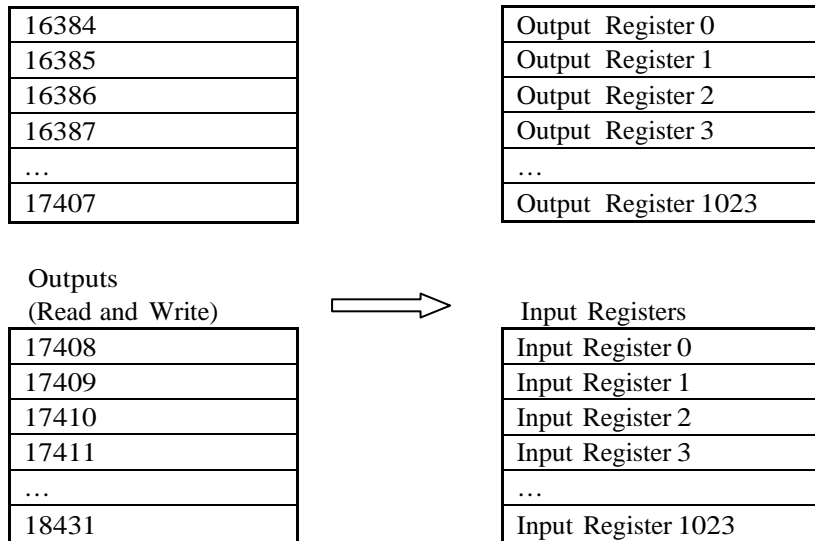 16384 Output Register 0
16385 Output Register 1
16386 Output Register 2
16387 Output Register 3
… …
17407 Output Register 1023
Outputs
(Read and Write) Input Registers
17408 Input Register 0
17409 Input Register 1
17410 Input Register 2
17411 Input Register 3
… …
18431 Input Register 1023